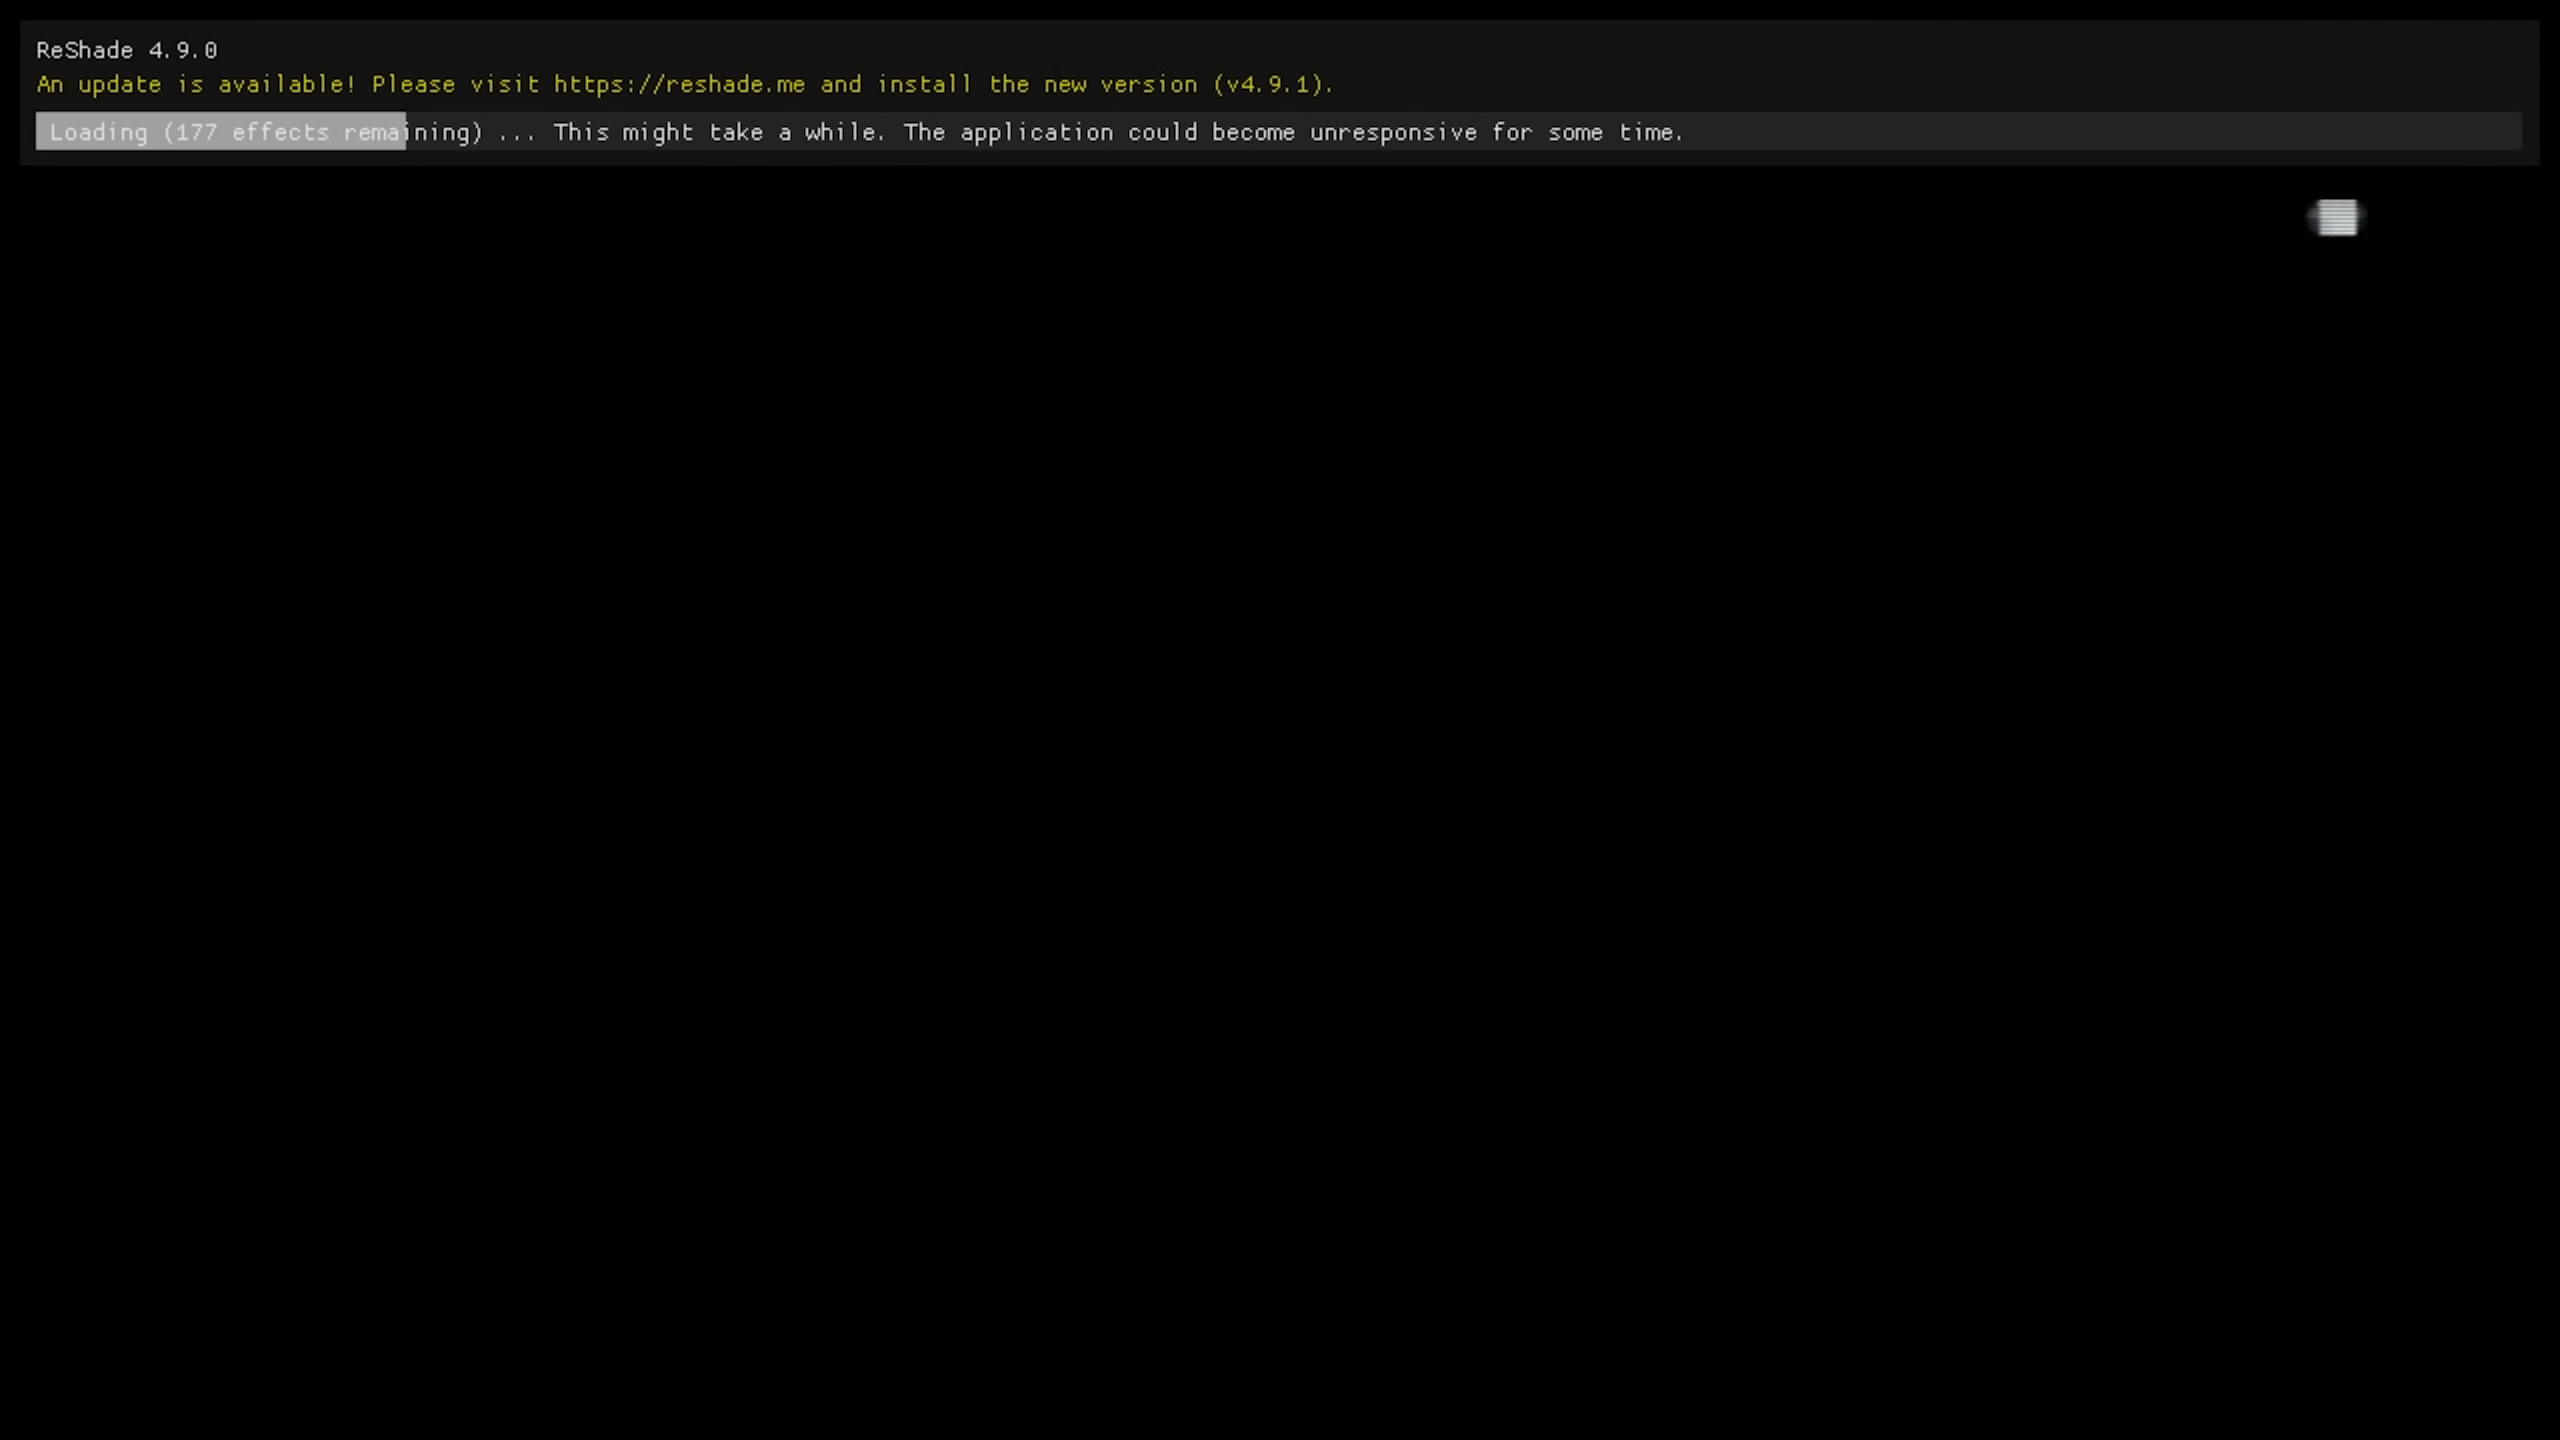 ReShade 4.9.0
An update is available! Please visit https://reshade.me and install the new version (v4.9.1).
Loading (177 effects remaining) ... This might take a while. The application could become unresponsive for some time.